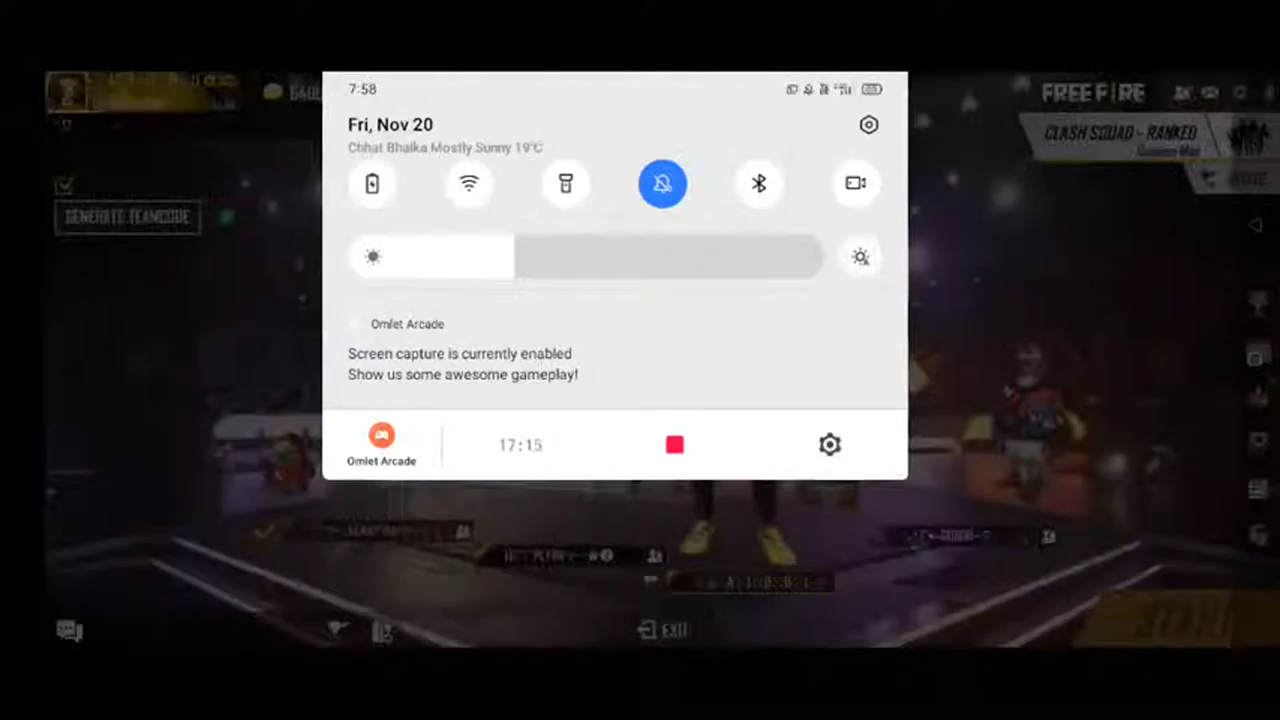 7:58
Fri, Nov 20
Chhat Bhalka Mostly Sunny 19°C
FREE FIRE
CLASH SQUAD - RANKED
GENERATE TEAMCODE
Omlet Arcade
Screen capture is currently enabled
Show us some awesome gameplay!
Omlet Arcade
17:15
EXIT